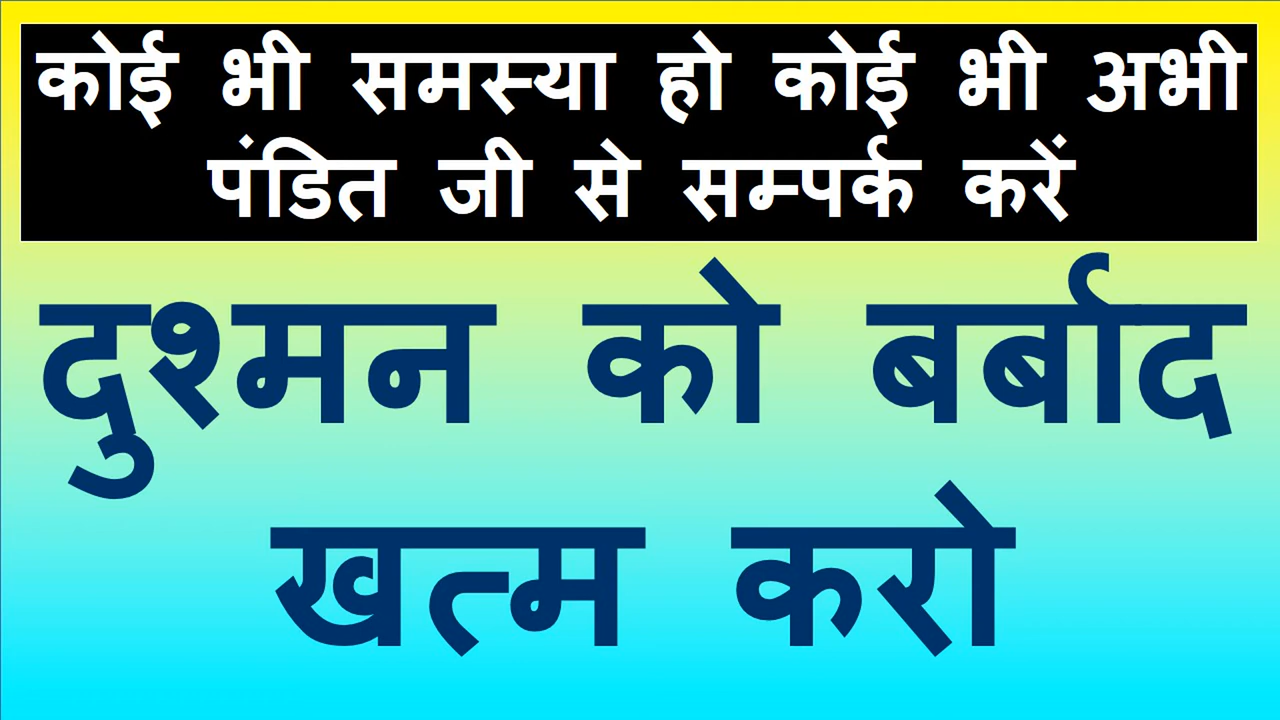 कोई भी समस्या हो कोई भी अभी
पंडित जी से सम्पर्क करें
दुश्मन को बर्बाद
खत्म करो